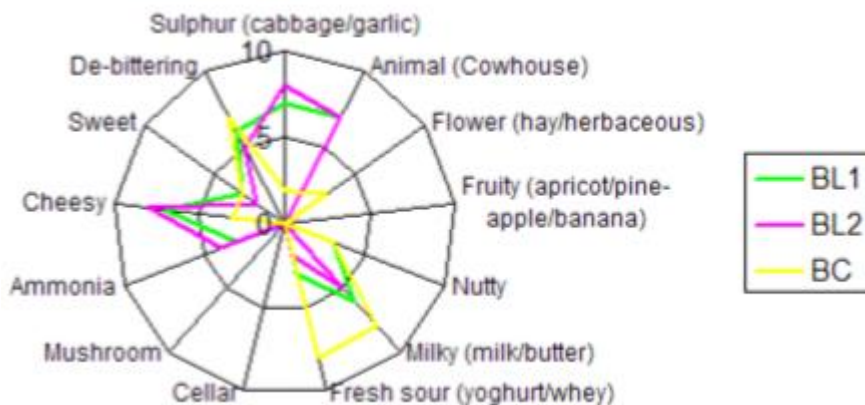 Sulphur (cabbage/garlic)
10
De-bittering
Animal (Cowhouse)
Sweet
Flower (hay/herbaceous)
5
Cheesy
Fruity (apricot/pine-
apple/banana)
0
Ammonia
Nutty
Mushroom
Milky (milk/butter)
Cellar
Fresh sour (yoghurt/whey)
BL1
BL2
BC